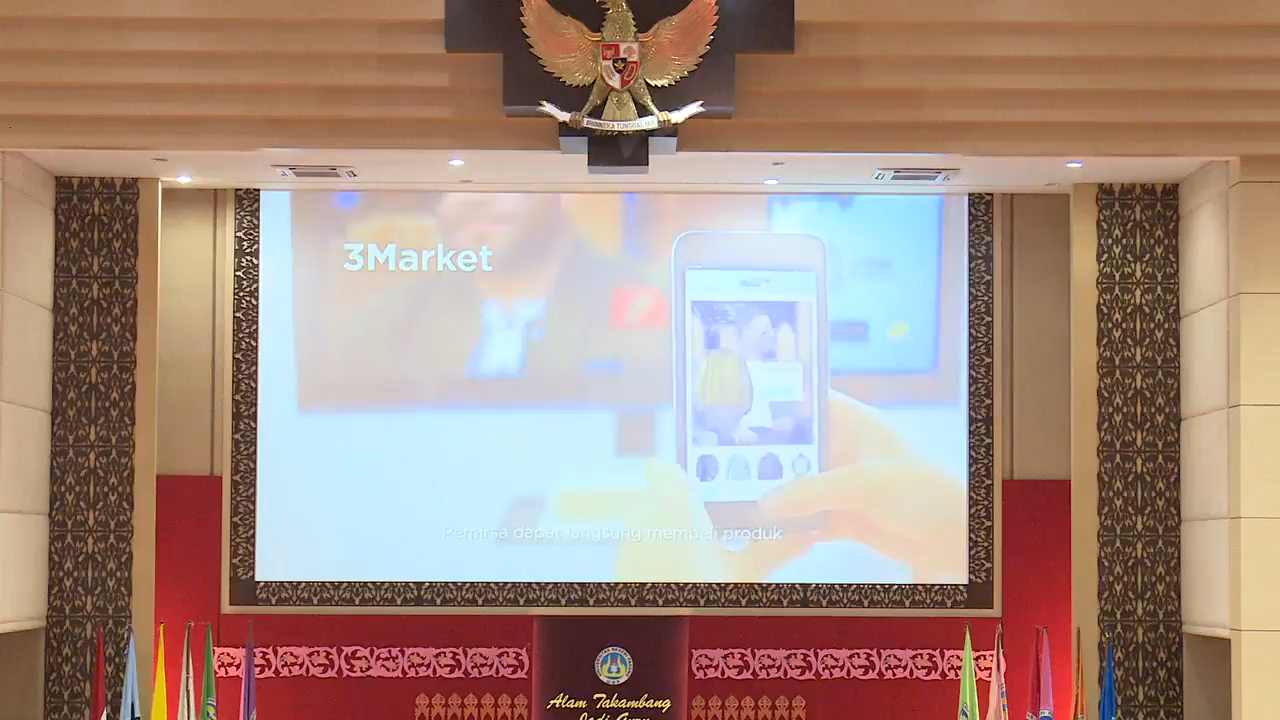 BHINNEKA TUNGGAL IKA
3Market
Pemirsa dapat langsung membeli produk
Alam Takambang
Jadi Guru